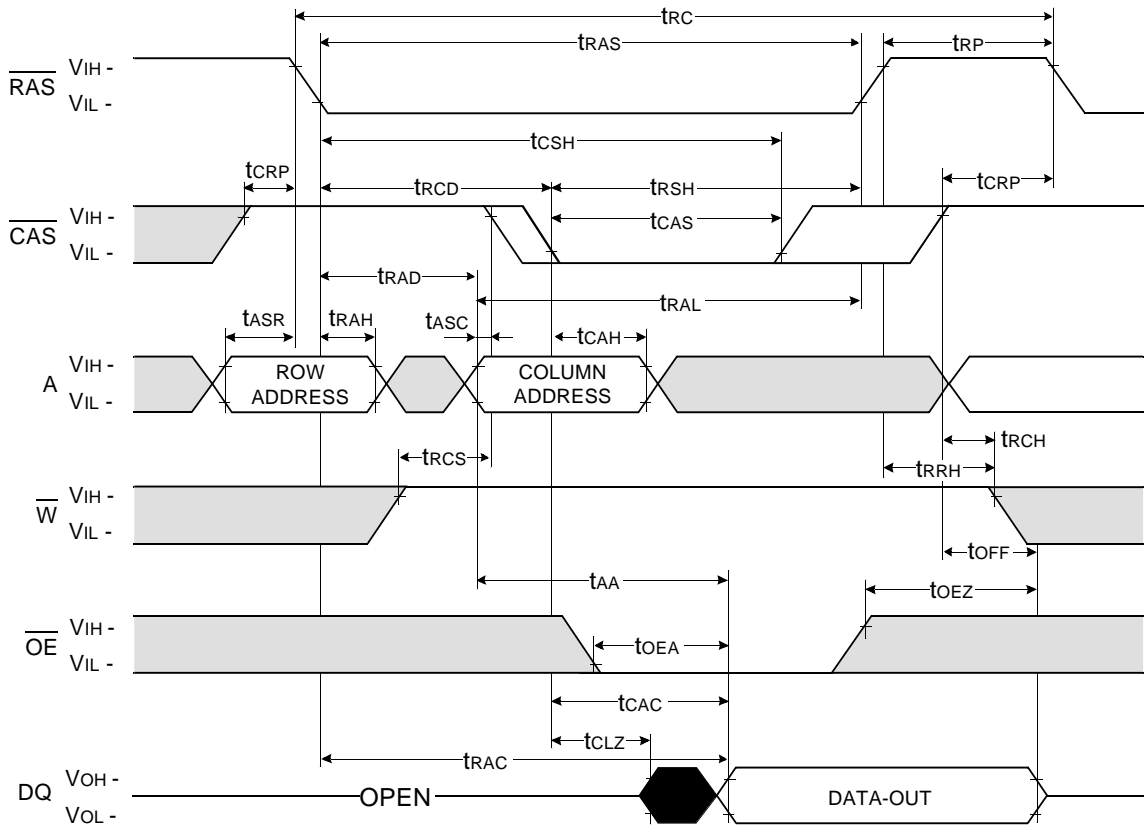 tRC
tRAS
tRP
RAS
VIH -
VIL -
tCSH
tCRP
tRCD
tRSH
tCRP
CAS
VIH -
VIL -
tCAS
tRAD
tRAL
tASR
tRAH
tASC
tCAH
A
VIH -
VIL -
ROW
ADDRESS
COLUMN
ADDRESS
tRCS
tRCH
tRRH
W
VIH -
VIL -
tOFF
tAA
tOEZ
OE
VIH -
VIL -
tOEA
tCAC
tCLZ
tRAC
DQ
VOH -
VOL -
OPEN
DATA-OUT